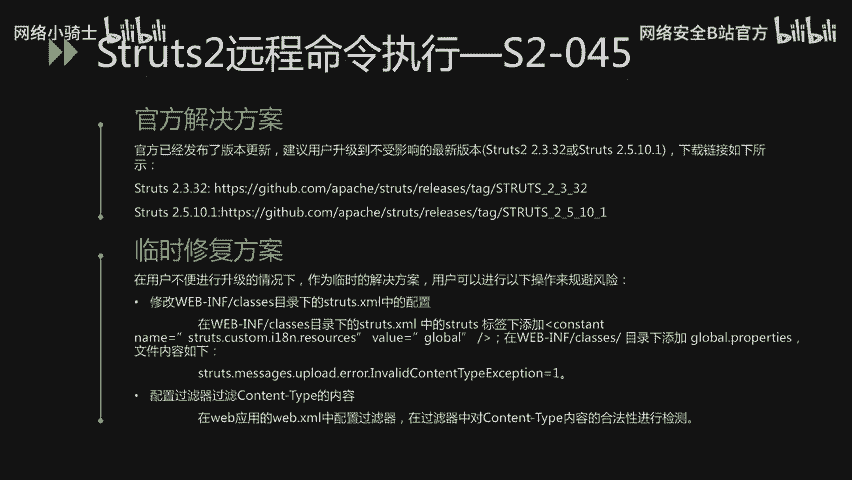 网络小骑士 bilibili
网络安全B站官方 bilibili
Struts2远程命令执行—S2-045
官方解决方案
官方已经发布了版本更新，建议用户升级到不受影响的最新版本(Struts2 2.3.32或Struts 2.5.10.1)，下载链接如下所
示：
Struts 2.3.32: https://github.com/apache/struts/releases/tag/STRUTS_2_3_32
Struts 2.5.10.1:https://github.com/apache/struts/releases/tag/STRUTS_2_5_10_1
临时修复方案
在用户不便进行升级的情况下，作为临时的解决方案，用户可以进行以下操作来规避风险：
• 修改WEB-INF/classes目录下的struts.xml中的配置
在WEB-INF/classes目录下的struts.xml 中的struts 标签下添加<constant
name=”struts.custom.i18n.resources” value=”global” />；在WEB-INF/classes/ 目录下添加 global.properties，
文件内容如下：
struts.messages.upload.error.InvalidContentTypeException=1。
• 配置过滤器过滤Content-Type的内容
在web应用的web.xml中配置过滤器，在过滤器中对Content-Type内容的合法性进行检测。